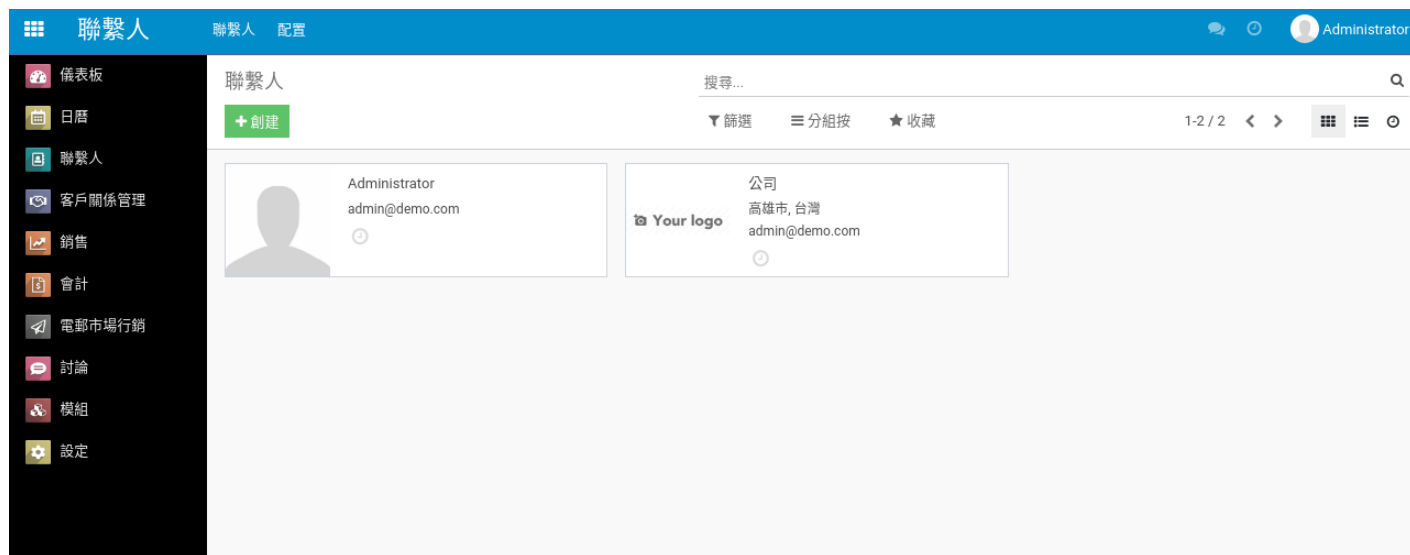 聯繫人 聯繫人 配置 Administrator
儀表板
日曆
聯繫人
客戶關係管理
銷售
會計
電郵市場行銷
討論
模組
設定
聯繫人
搜尋...
創建
篩選 分組按 收藏 1-2 / 2
Administrator
admin@demo.com
Your logo
公司
高雄市, 台灣
admin@demo.com